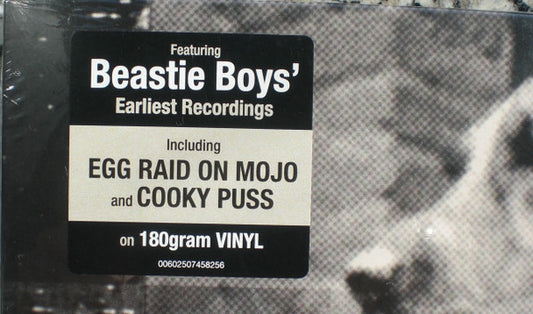 Featuring
Beastie Boys’
Earliest Recordings
Including
EGG RAID ON MOJO
and COOKY PUSS
on 180gram VINYL
00602507458256